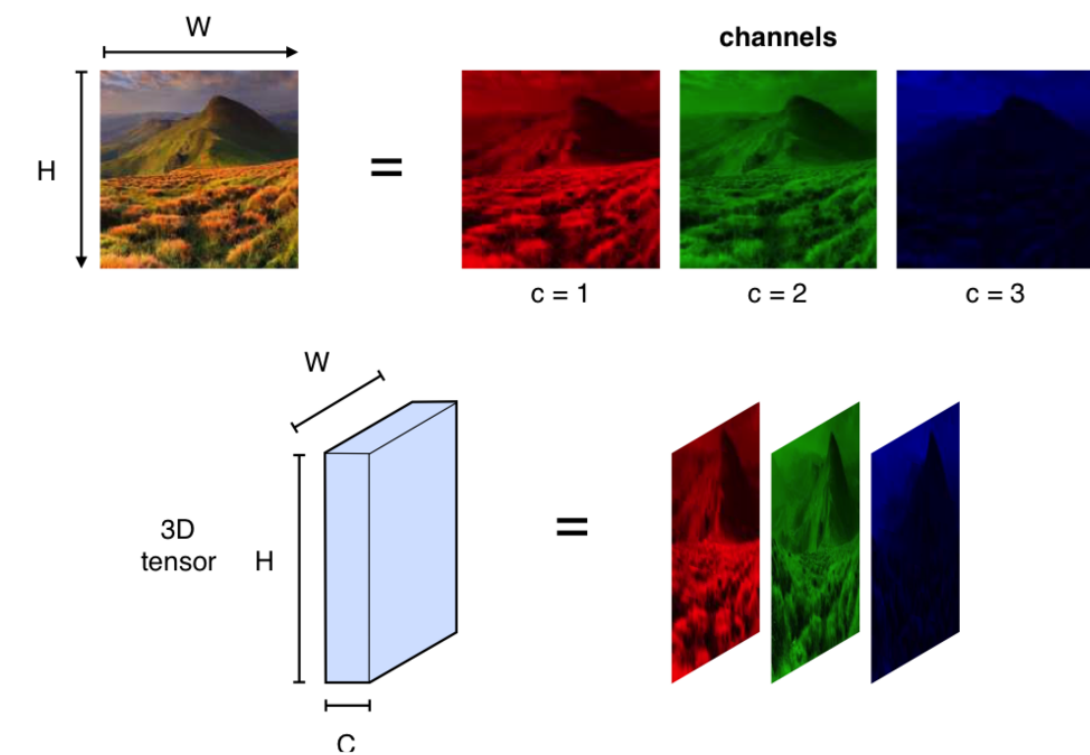 W
channels
H
=
c = 1
c = 2
c = 3
W
3D
tensor
H
=
C